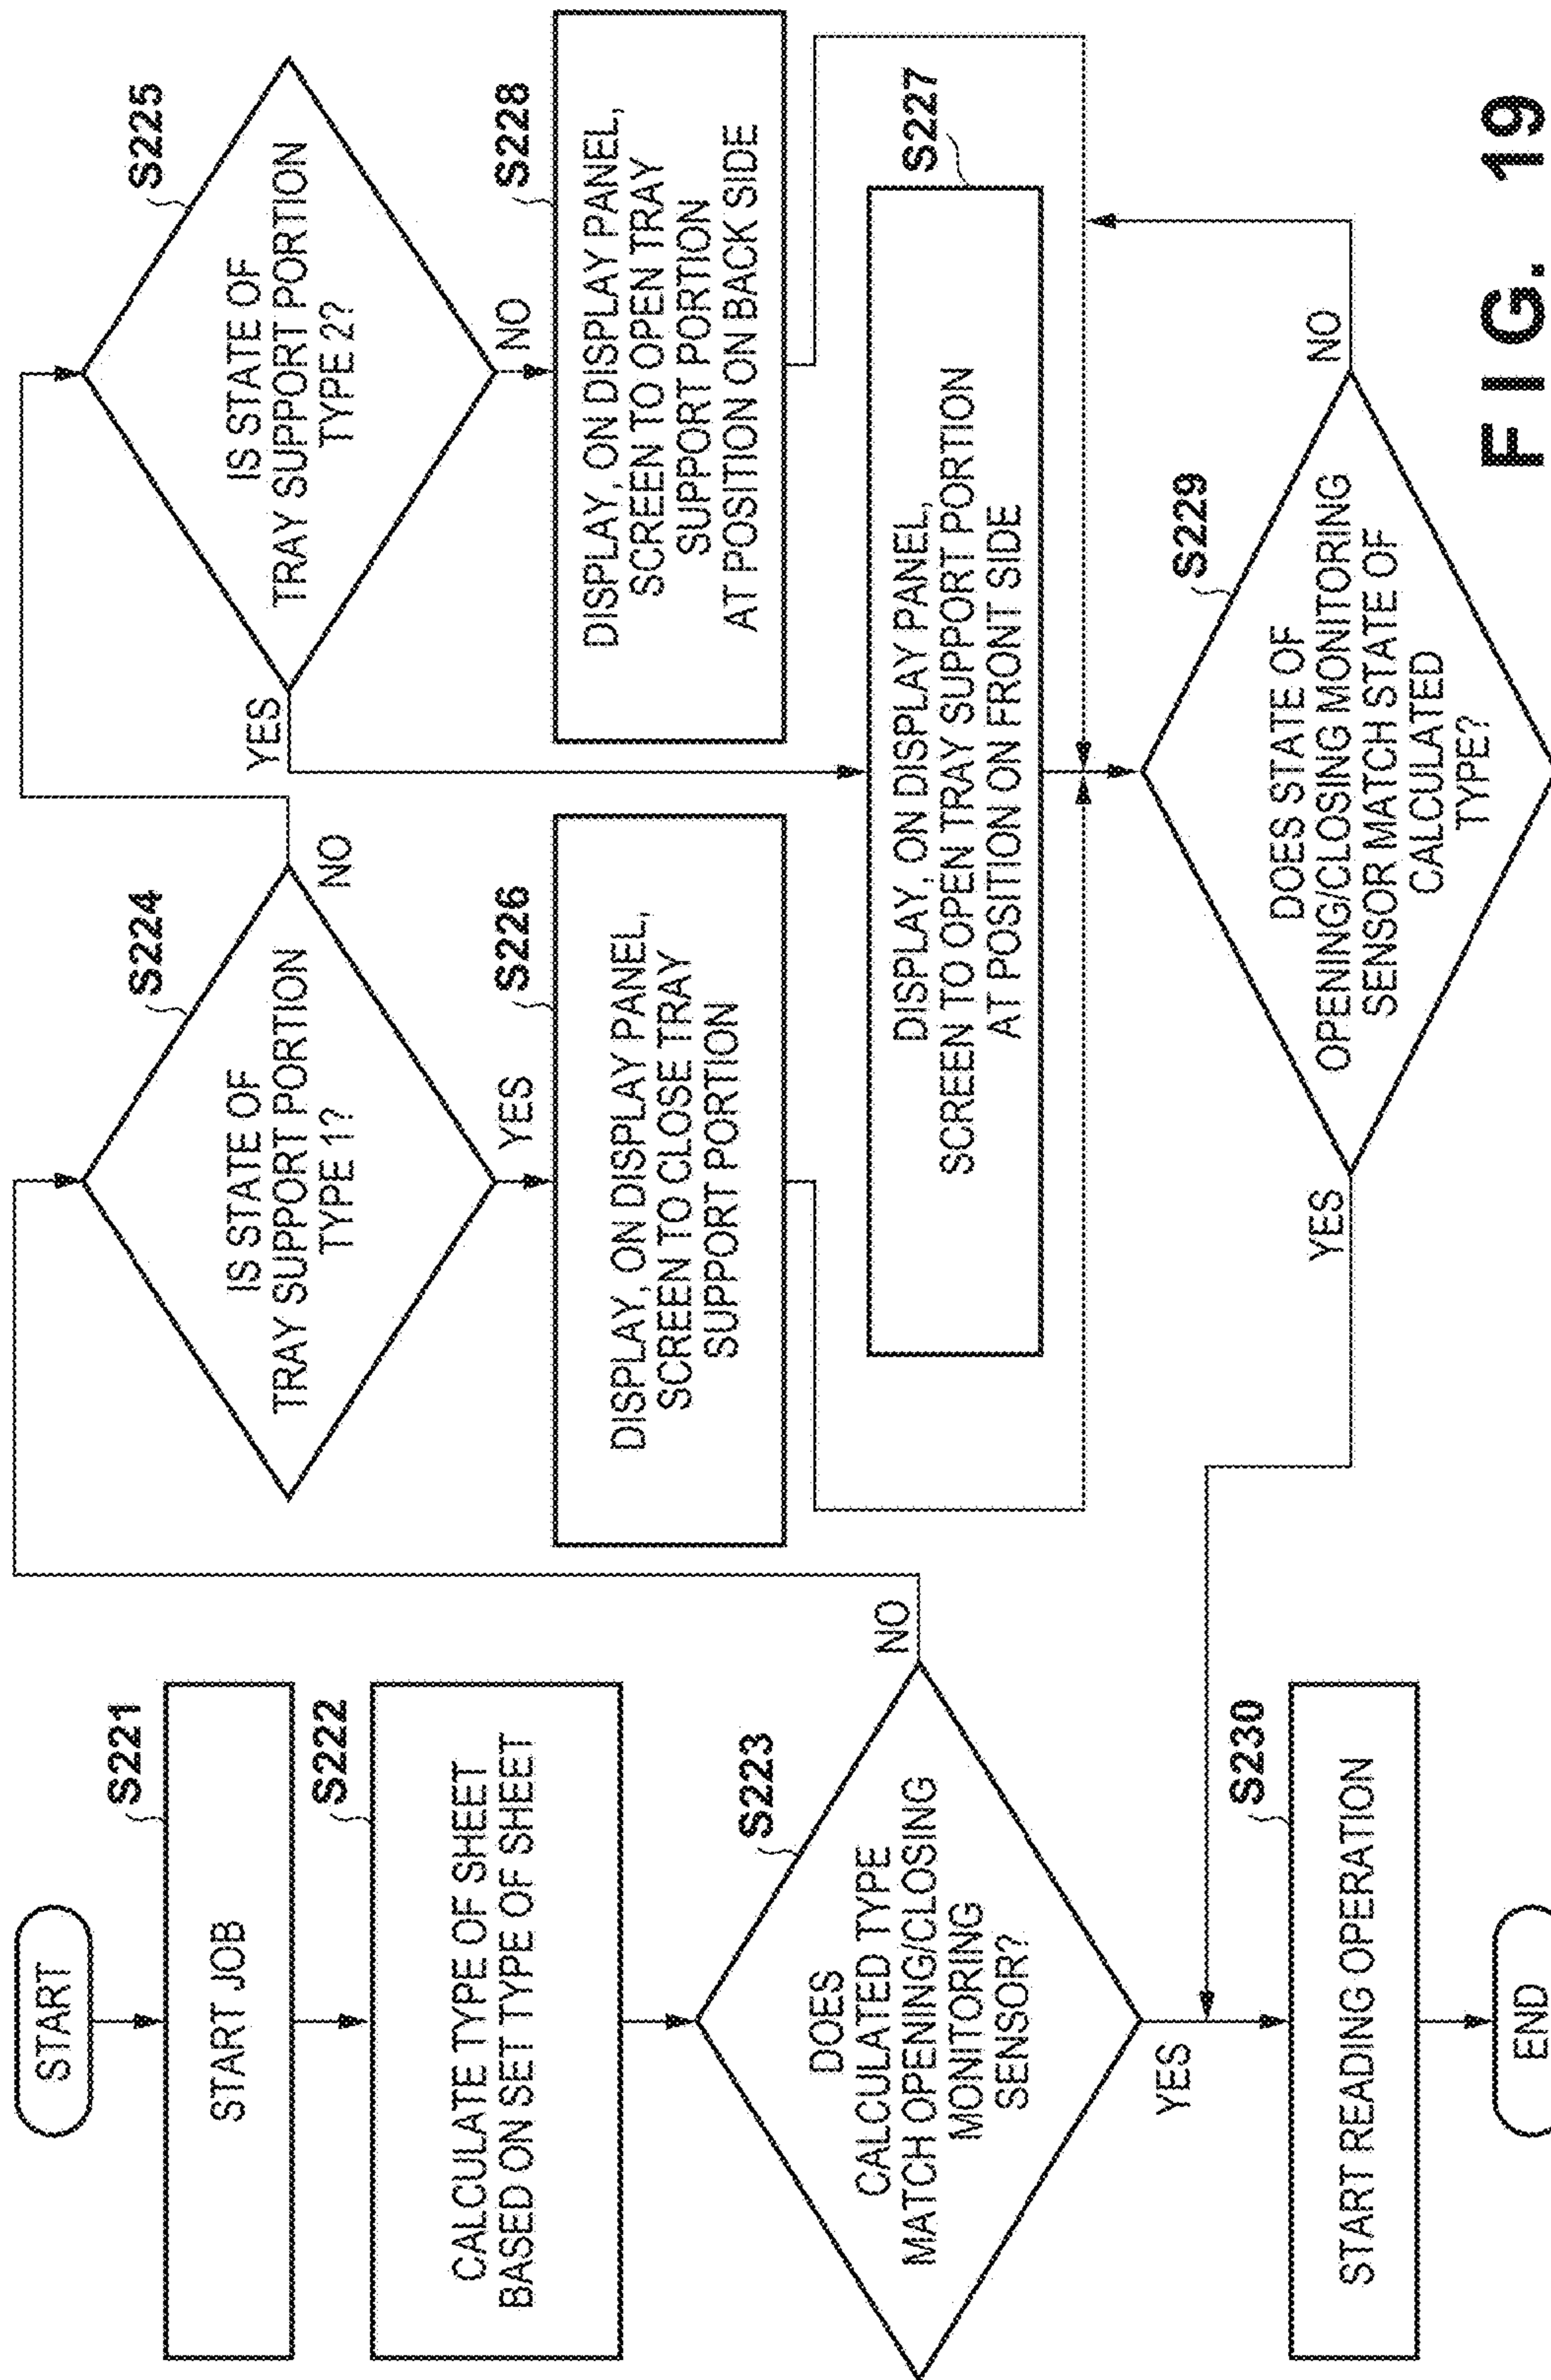 START
S221
START JOB
S222
CALCULATE TYPE OF SHEET
BASED ON SET TYPE OF SHEET
S223
DOES
CALCULATED TYPE
MATCH OPENING/CLOSING
MONITORING
SENSOR?
NO
YES
S230
START READING OPERATION
END
S224
IS STATE OF
TRAY SUPPORT PORTION
TYPE 1?
NO
YES
S226
DISPLAY, ON DISPLAY PANEL,
SCREEN TO CLOSE TRAY
SUPPORT PORTION
S225
IS STATE OF
TRAY SUPPORT PORTION
TYPE 2?
YES
NO
S228
DISPLAY, ON DISPLAY PANEL,
SCREEN TO OPEN TRAY
SUPPORT PORTION
AT POSITION ON BACK SIDE
S227
DISPLAY, ON DISPLAY PANEL,
SCREEN TO OPEN TRAY SUPPORT PORTION
AT POSITION ON FRONT SIDE
S229
DOES STATE OF
OPENING/CLOSING MONITORING
SENSOR MATCH STATE OF
CALCULATED
TYPE?
YES
NO
FIG. 19